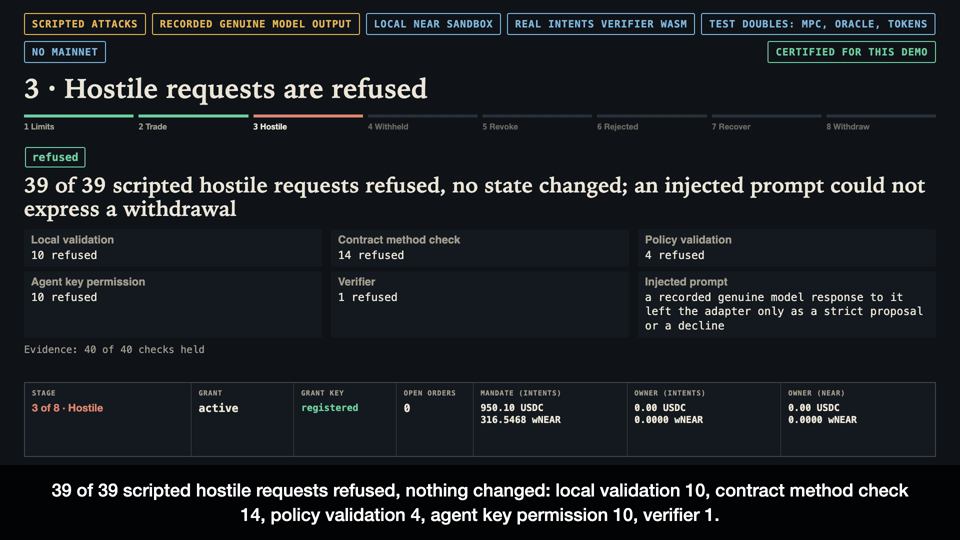 SCRIPTED ATTACKS
RECORDED GENUINE MODEL OUTPUT
LOCAL NEAR SANDBOX
REAL INTENTS VERIFIER WASM
TEST DOUBLES: MPC, ORACLE, TOKENS
NO MAINNET
CERTIFIED FOR THIS DEMO
3 · Hostile requests are refused
1 Limits
2 Trade
3 Hostile
4 Withheld
5 Revoke
6 Rejected
7 Recover
8 Withdraw
refused
39 of 39 scripted hostile requests refused, no state changed; an injected prompt could not
express a withdrawal
Local validation
10 refused
Contract method check
14 refused
Policy validation
4 refused
Agent key permission
10 refused
Verifier
1 refused
Injected prompt
a recorded genuine model response to it
left the adapter only as a strict proposal
or a decline
Evidence: 40 of 40 checks held
STAGE
3 of 8 · Hostile
GRANT
active
GRANT KEY
registered
OPEN ORDERS
0
MANDATE (INTENTS)
950.10 USDC
316.5468 wNEAR
OWNER (INTENTS)
0.00 USDC
0.0000 wNEAR
OWNER (NEAR)
0.00 USDC
0.0000 wNEAR
39 of 39 scripted hostile requests refused, nothing changed: local validation 10, contract method check
14, policy validation 4, agent key permission 10, verifier 1.